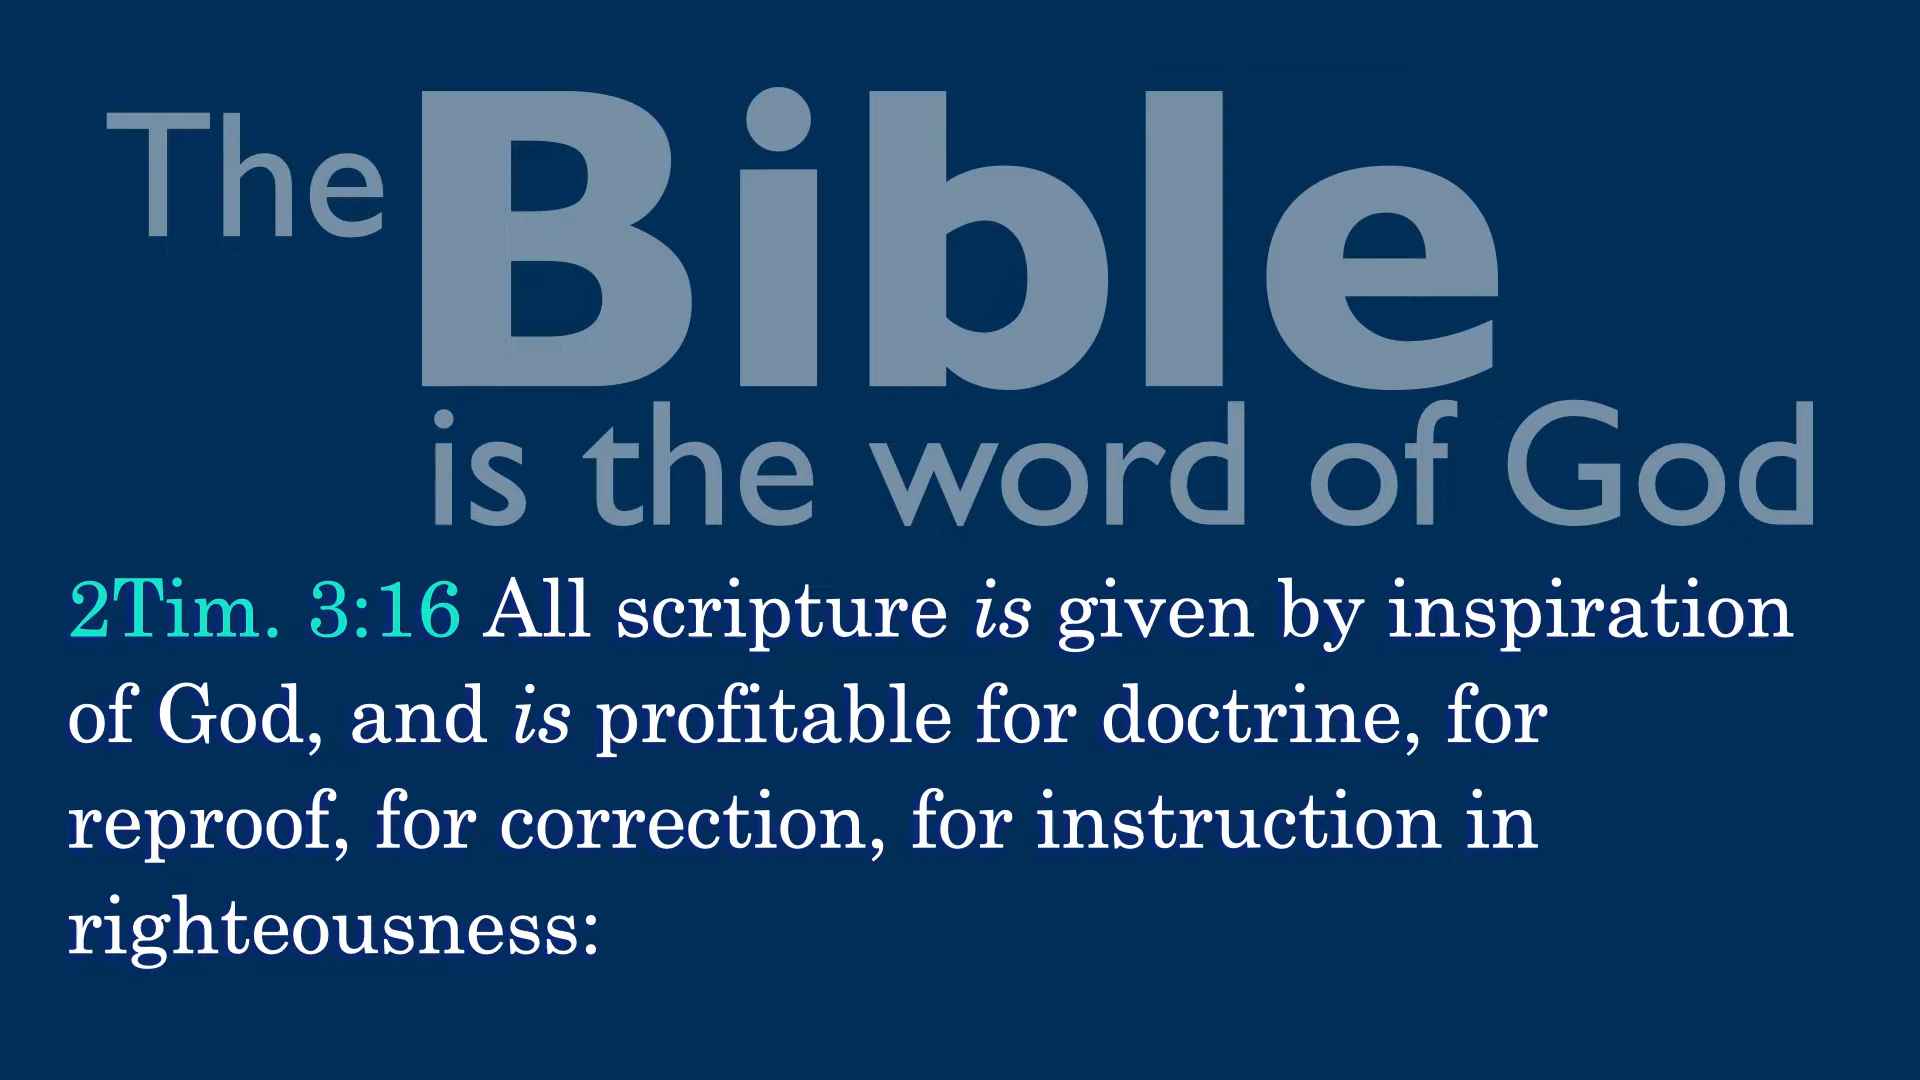 The Bible
is the word of God
2Tim. 3:16 All scripture is given by inspiration
of God, and is profitable for doctrine, for
reproof, for correction, for instruction in
righteousness: